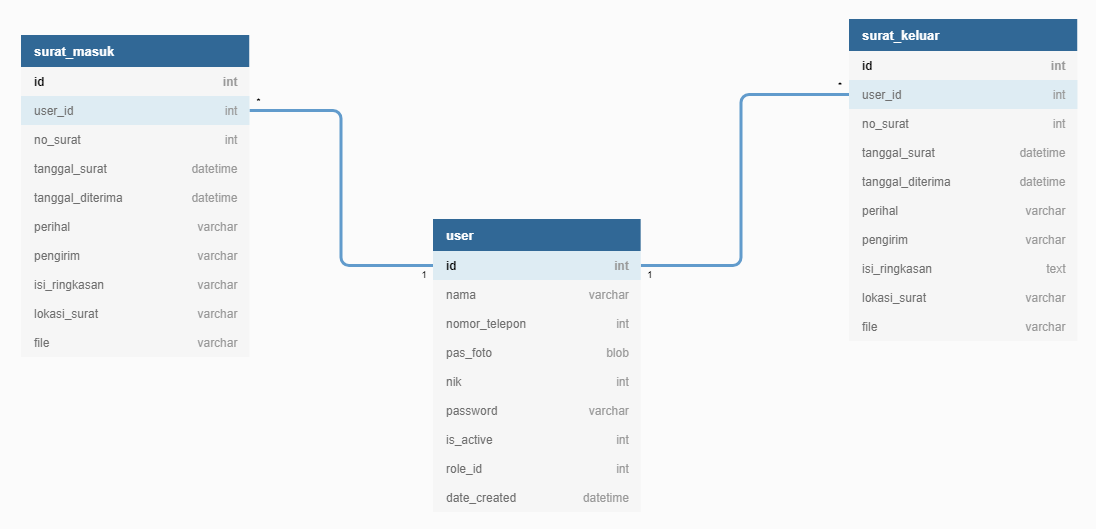 surat_masuk
id int
user_id int
no_surat int
tanggal_surat datetime
tanggal_diterima datetime
perihal varchar
pengirim varchar
isi_ringkasan varchar
lokasi_surat varchar
file varchar
*
1
user
id int
nama varchar
nomor_telepon int
pas_foto blob
nik int
password varchar
is_active int
role_id int
date_created datetime
1
*
surat_keluar
id int
user_id int
no_surat int
tanggal_surat datetime
tanggal_diterima datetime
perihal varchar
pengirim varchar
isi_ringkasan text
lokasi_surat varchar
file varchar